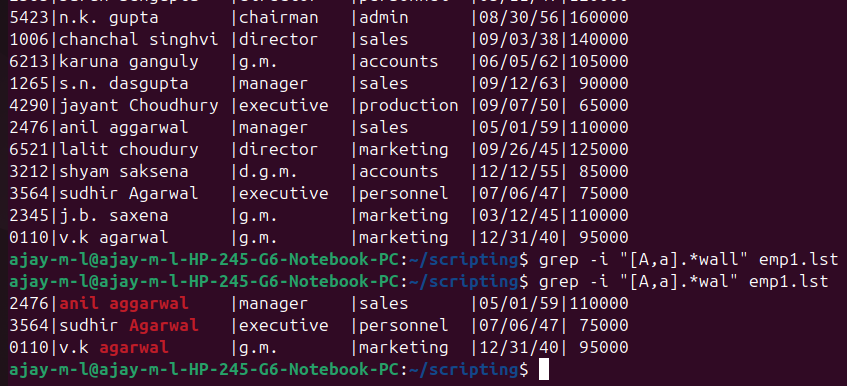 5423|n.k. gupta     |chairman   |admin      |08/30/56|160000
1006|chanchal singhvi |director   |sales      |09/03/38|140000
6213|karuna ganguly   |g.m.       |accounts   |06/05/62|105000
1265|s.n. dasgupta    |manager    |sales      |09/12/63| 90000
4290|jayant Choudhury |executive  |production |09/07/50| 65000
2476|anil aggarwal    |manager    |sales      |05/01/59|110000
6521|lalit choudury   |director   |marketing  |09/26/45|125000
3212|shyam saksena    |d.g.m.     |accounts   |12/12/55| 85000
3564|sudhir Agarwal   |executive  |personnel  |07/06/47| 75000
2345|j.b. saxena      |g.m.       |marketing  |03/12/45|110000
0110|v.k agarwal      |g.m.       |marketing  |12/31/40| 95000
ajay-m-l@ajay-m-l-HP-245-G6-Notebook-PC:~/scripting$ grep -i "[A,a].*wall" emp1.lst
ajay-m-l@ajay-m-l-HP-245-G6-Notebook-PC:~/scripting$ grep -i "[A,a].*wal" emp1.lst
2476|anil aggarwal    |manager    |sales      |05/01/59|110000
3564|sudhir Agarwal   |executive  |personnel  |07/06/47| 75000
0110|v.k agarwal      |g.m.       |marketing  |12/31/40| 95000
ajay-m-l@ajay-m-l-HP-245-G6-Notebook-PC:~/scripting$